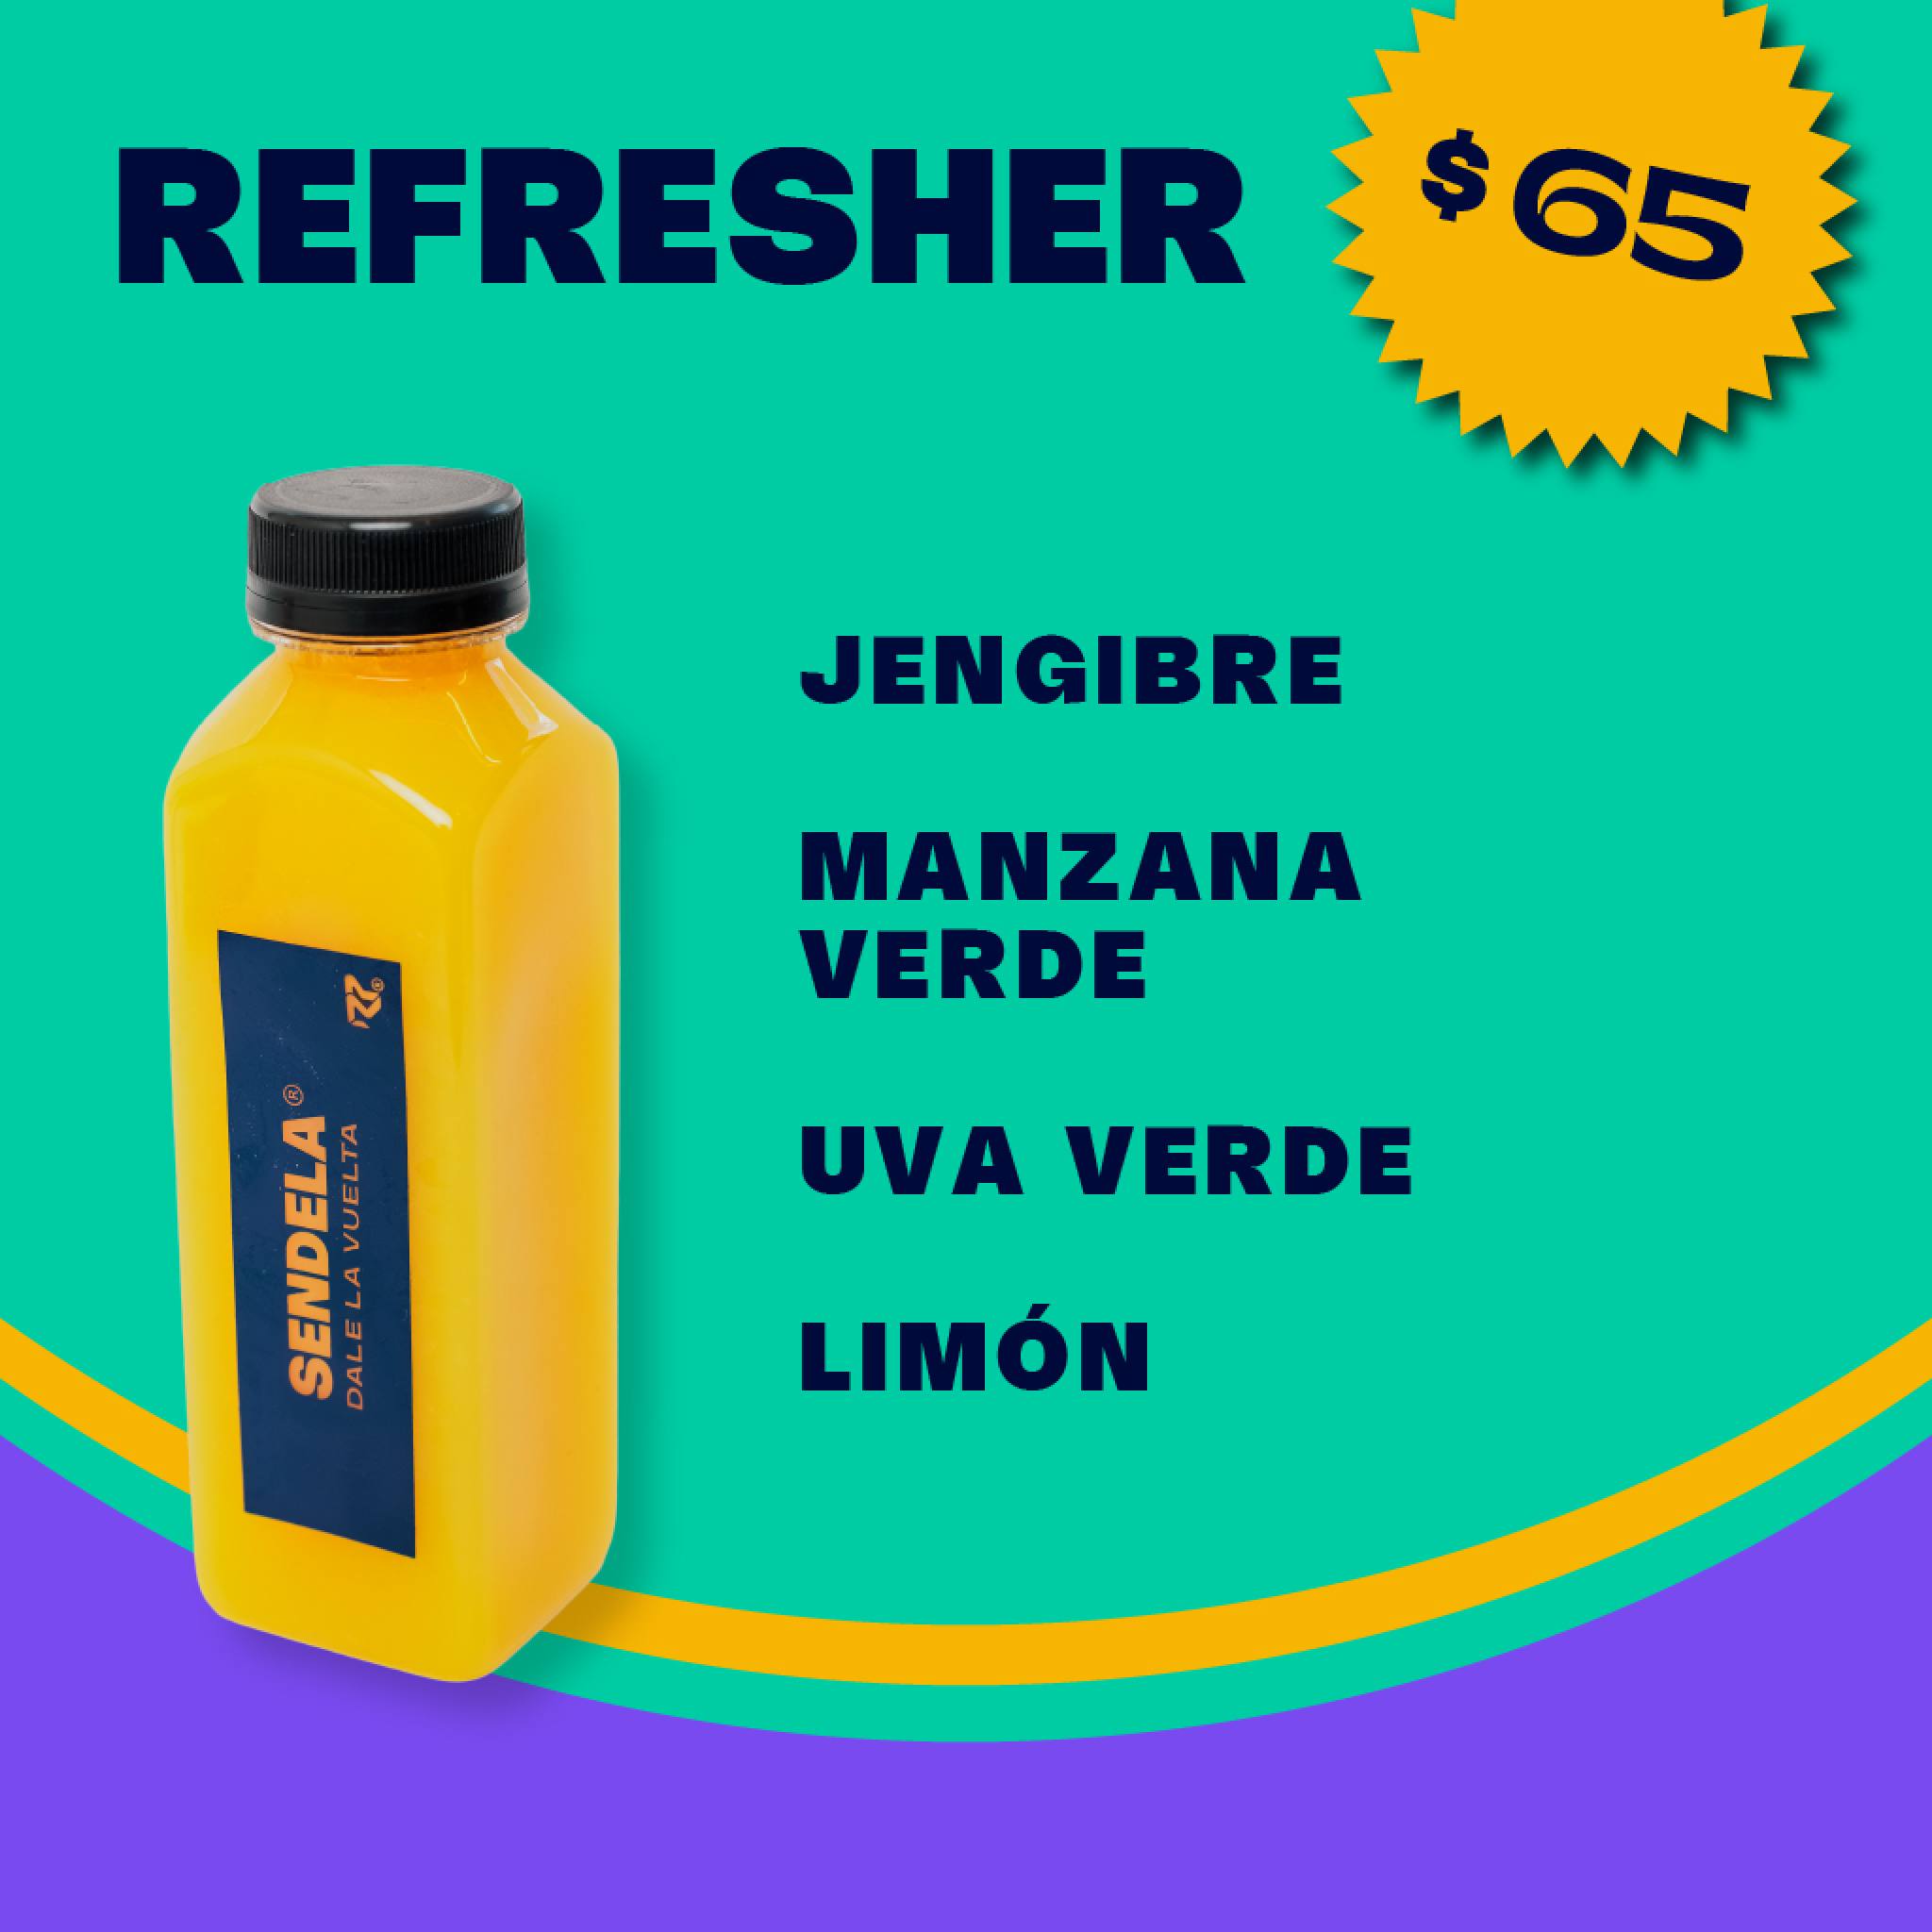 REFRESHER
$65
JENGIBRE
MANZANA
VERDE
UVA VERDE
LIMÓN
SENDELA®
DALE LA VUELTA